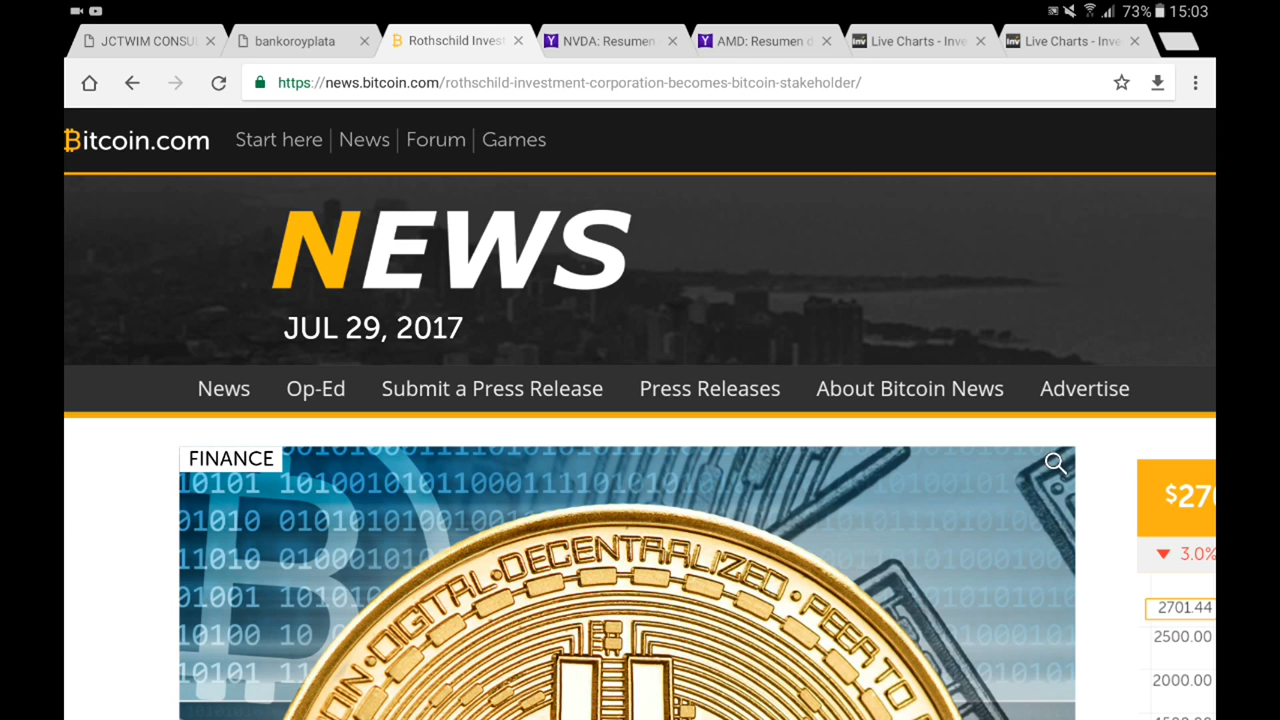 73% 15:03
JCTWIM CONSU
bankoroyplata
Rothschild Invest
NVDA: Resumen
AMD: Resumen d
Live Charts - Inve
Live Charts - Inve
https://news.bitcoin.com/rothschild-investment-corporation-becomes-bitcoin-stakeholder/
Bitcoin.com Start here News Forum Games
NEWS
JUL 29, 2017
News Op-Ed Submit a Press Release Press Releases About Bitcoin News Advertise
FINANCE
$270
3.0%
2701.44
2500.00
2000.00
DIGITAL • DECENTRALIZED • PEER TO